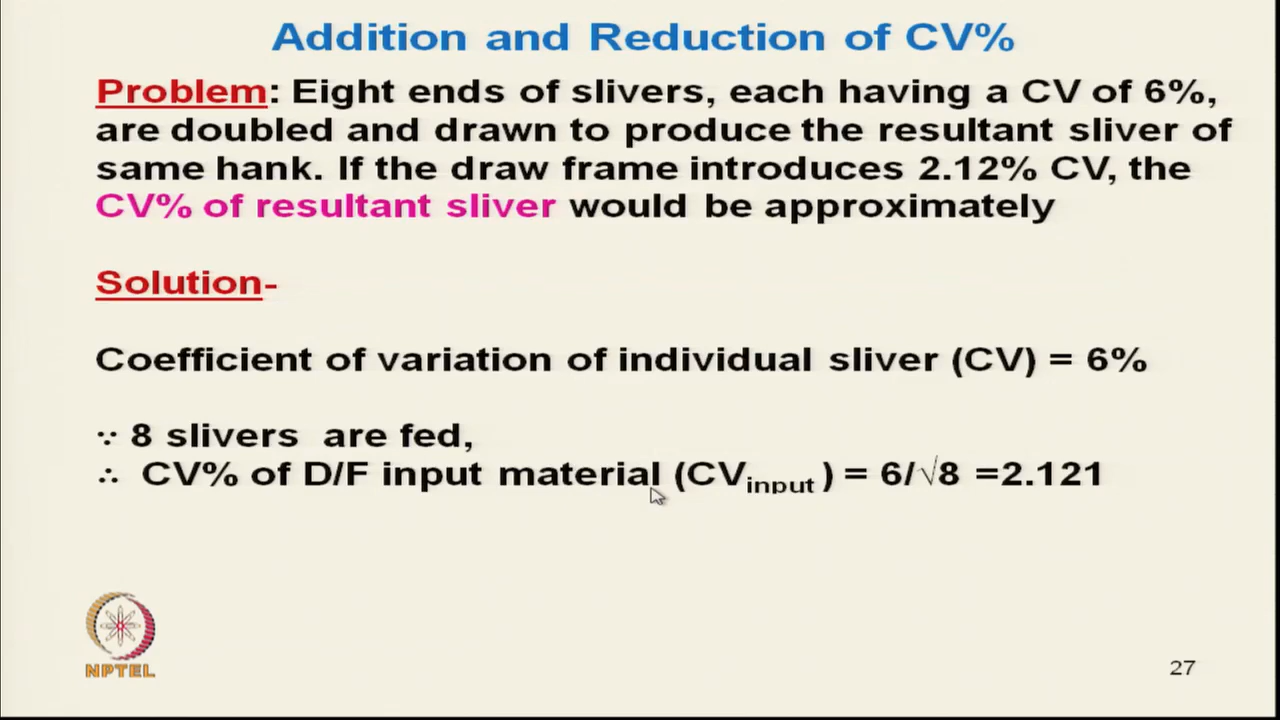 Addition and Reduction of CV%
Problem: Eight ends of slivers, each having a CV of 6%,
are doubled and drawn to produce the resultant sliver of
same hank. If the draw frame introduces 2.12% CV, the
CV% of resultant sliver would be approximately
Solution-
Coefficient of variation of individual sliver (CV) = 6%
∵ 8 slivers are fed,
∴ CV% of D/F input material (CVinput ) = 6/√8 =2.121
NPTEL
27